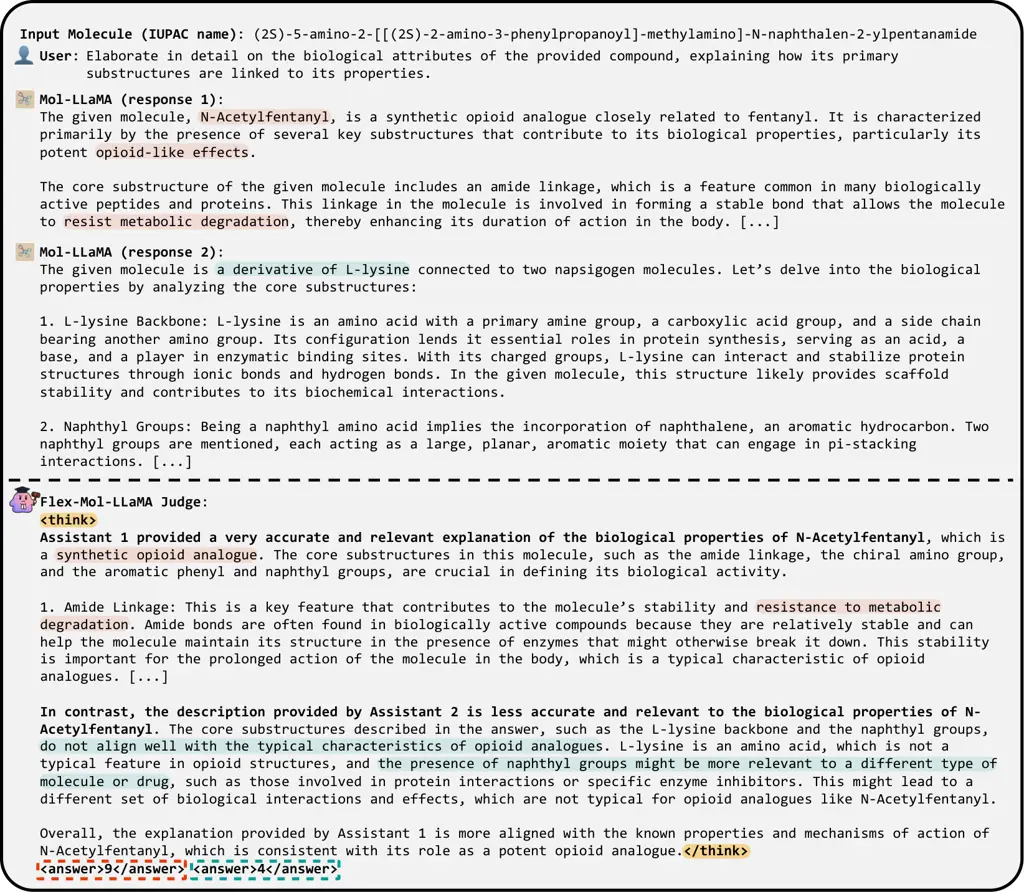 Input Molecule (IUPAC name): (2S)-5-amino-2-[[(2S)-2-amino-3-phenylpropanoyl]-methylamino]-N-naphthalen-2-ylpentanamide
User: Elaborate in detail on the biological attributes of the provided compound, explaining how its primary
substructures are linked to its properties.
Mol-LLaMA (response 1):
The given molecule, N-Acetylfentanyl, is a synthetic opioid analogue closely related to fentanyl. It is characterized
primarily by the presence of several key substructures that contribute to its biological properties, particularly its
potent opioid-like effects.
The core substructure of the given molecule includes an amide linkage, which is a feature common in many biologically
active peptides and proteins. This linkage in the molecule is involved in forming a stable bond that allows the molecule
to resist metabolic degradation, thereby enhancing its duration of action in the body. [...]
Mol-LLaMA (response 2):
The given molecule is a derivative of L-lysine connected to two napsigogen molecules. Let's delve into the biological
properties by analyzing the core substructures:
1. L-lysine Backbone: L-lysine is an amino acid with a primary amine group, a carboxylic acid group, and a side chain
bearing another amino group. Its configuration lends it essential roles in protein synthesis, serving as an acid, a
base, and a player in enzymatic binding sites. With its charged groups, L-lysine can interact and stabilize protein
structures through ionic bonds and hydrogen bonds. In the given molecule, this structure likely provides scaffold
stability and contributes to its biochemical interactions.
2. Naphthyl Groups: Being a naphthyl amino acid implies the incorporation of naphthalene, an aromatic hydrocarbon. Two
naphthyl groups are mentioned, each acting as a large, planar, aromatic moiety that can engage in pi-stacking
interactions. [...]
Flex-Mol-LLaMA Judge:
<think>
Assistant 1 provided a very accurate and relevant explanation of the biological properties of N-Acetylfentanyl, which is
a synthetic opioid analogue. The core substructures in this molecule, such as the amide linkage, the chiral amino group,
and the aromatic phenyl and naphthyl groups, are crucial in defining its biological activity.
1. Amide Linkage: This is a key feature that contributes to the molecule's stability and resistance to metabolic
degradation. Amide bonds are often found in biologically active compounds because they are relatively stable and can
help the molecule maintain its structure in the presence of enzymes that might otherwise break it down. This stability
is important for the prolonged action of the molecule in the body, which is a typical characteristic of opioid
analogues. [...]
In contrast, the description provided by Assistant 2 is less accurate and relevant to the biological properties of N-
Acetylfentanyl. The core substructures described in the answer, such as the L-lysine backbone and the naphthyl groups,
do not align well with the typical characteristics of opioid analogues. L-lysine is an amino acid, which is not a
typical feature in opioid structures, and the presence of naphthyl groups might be more relevant to a different type of
molecule or drug, such as those involved in protein interactions or specific enzyme inhibitors. This might lead to a
different set of biological interactions and effects, which are not typical for opioid analogues like N-Acetylfentanyl.
Overall, the explanation provided by Assistant 1 is more aligned with the known properties and mechanisms of action of
N-Acetylfentanyl, which is consistent with its role as a potent opioid analogue.</think>
<answer>9</answer> <answer>4</answer>